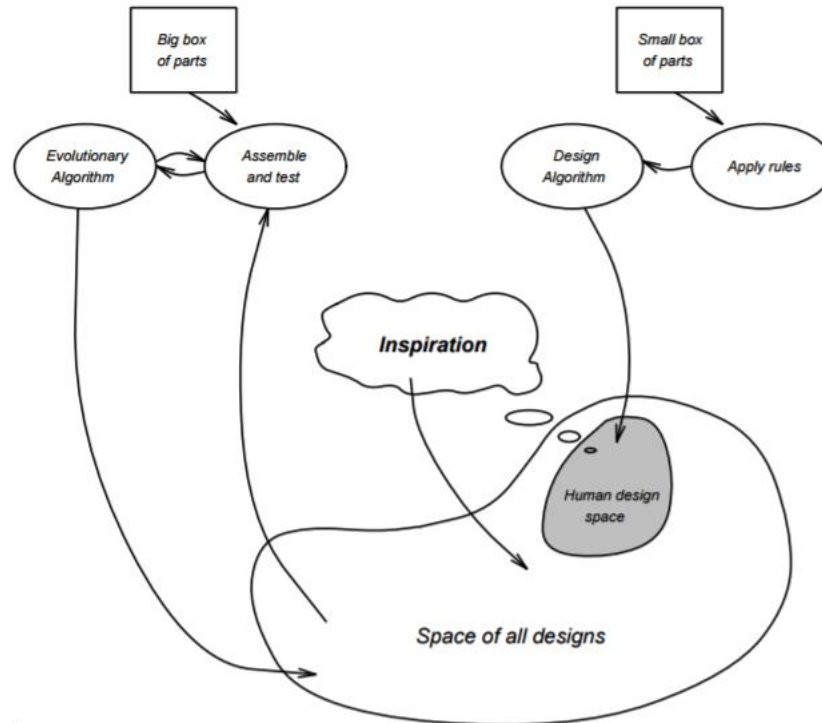 Big box
of parts
Small box
of parts
Evolutionary
Algorithm
Assemble
and test
Design
Algorithm
Apply rules
Inspiration
Human design
space
Space of all designs